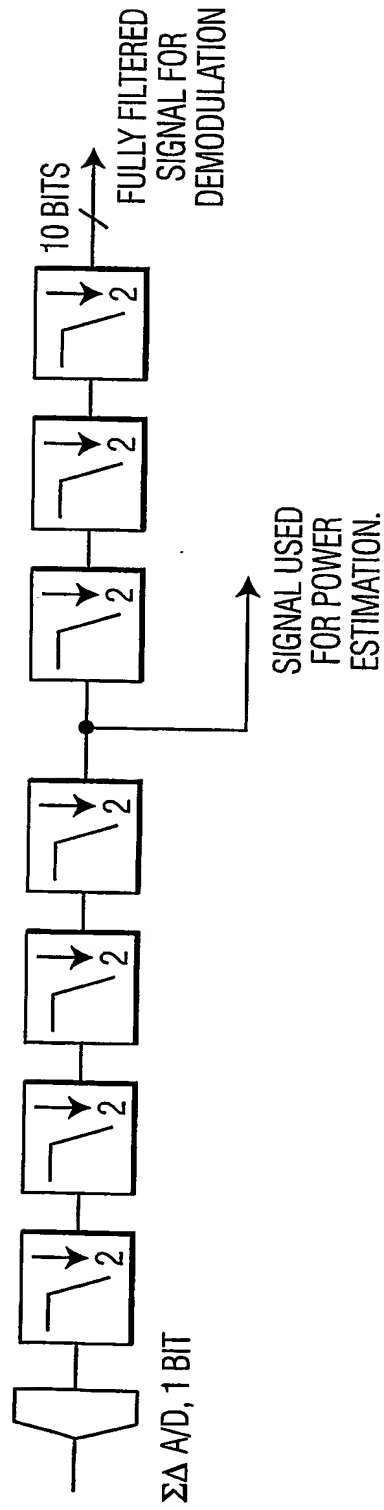 ΣΔ A/D, 1 BIT
2
2
2
2
2
2
2
SIGNAL USED
FOR POWER
ESTIMATION.
10 BITS
FULLY FILTERED
SIGNAL FOR
DEMODULATION